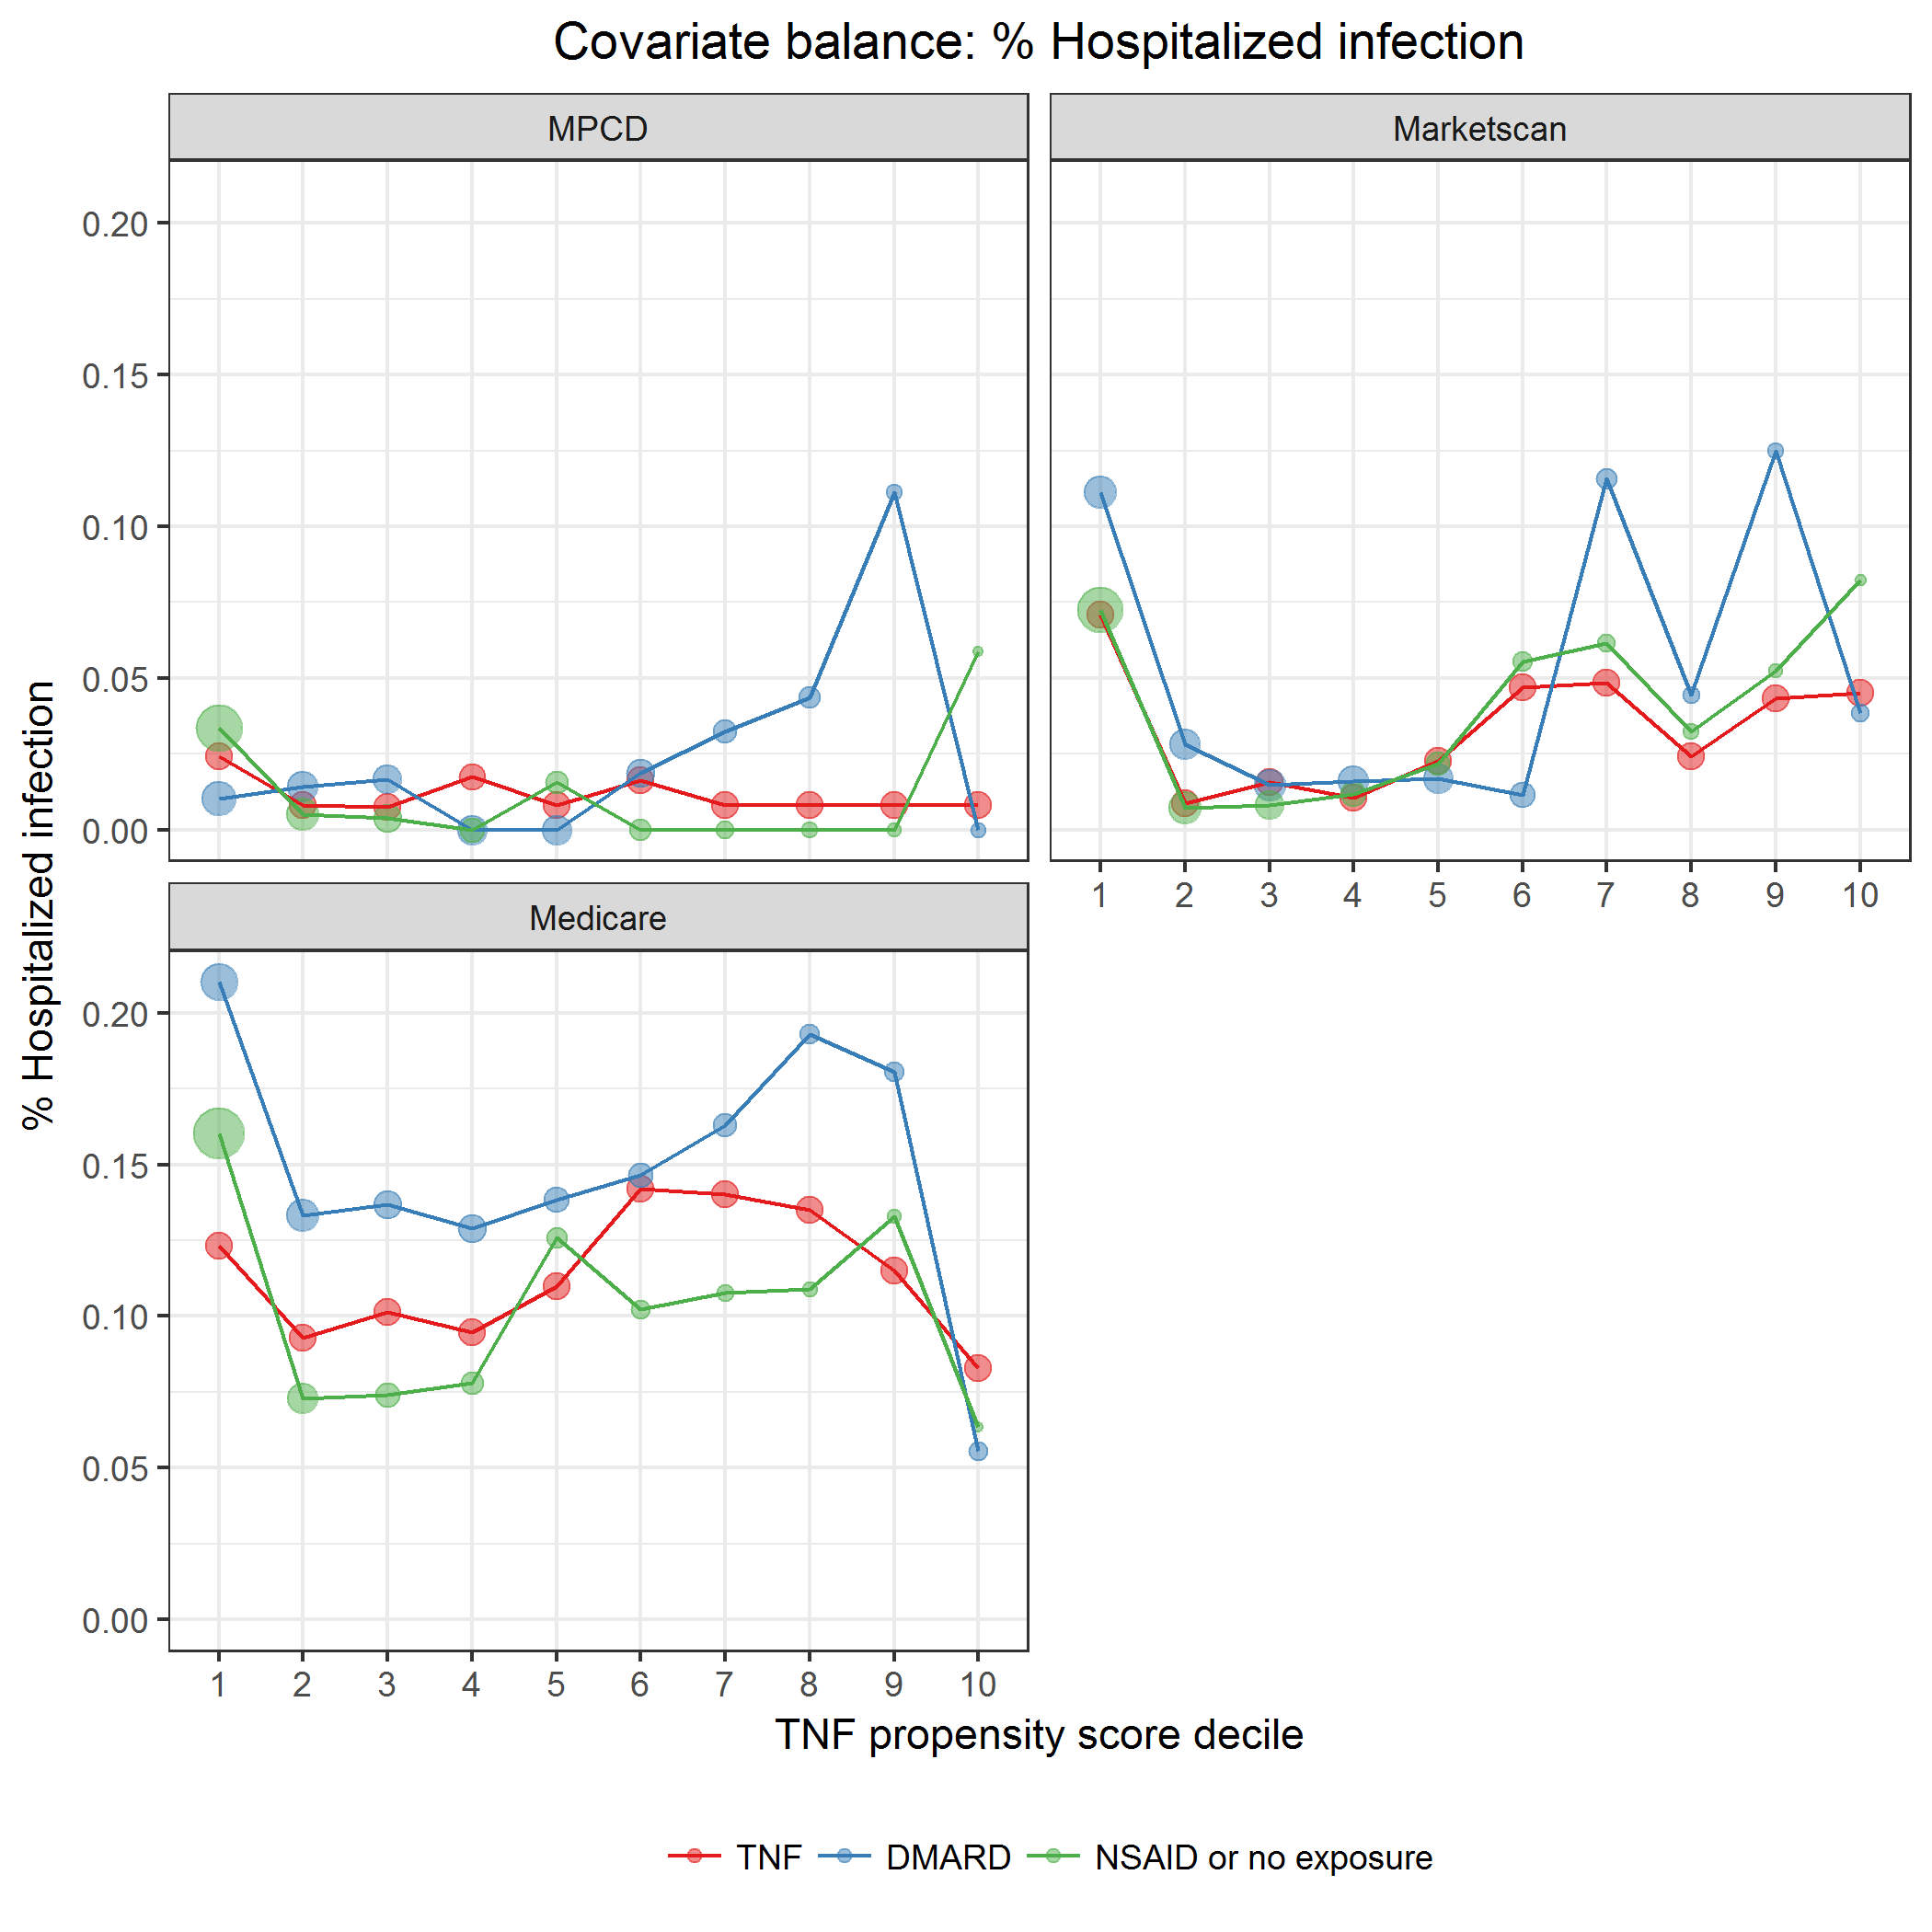 Covariate balance: % Hospitalized infection
MPCD
Marketscan
0.20
0.15
0.10
0.05
0.00
1 2 3 4 5 6 7 8 9 10
Medicare
0.20
0.15
0.10
0.05
0.00
1 2 3 4 5 6 7 8 9 10
% Hospitalized infection
TNF propensity score decile
TNF DMARD NSAID or no exposure